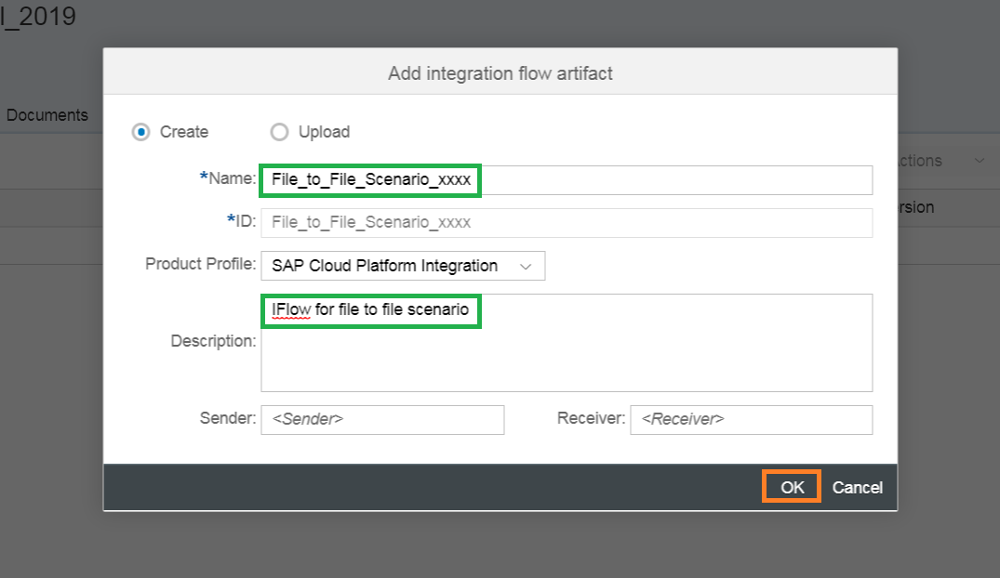 I_2019
Add integration flow artifact
Documents
Create Upload
ctions
*Name: File_to_File_Scenario_xxxx
rsion
*ID: File_to_File_Scenario_xxxx
Product Profile: SAP Cloud Platform Integration
IFlow for file to file scenario
Description:
Sender: <Sender> Receiver: <Receiver>
OK Cancel